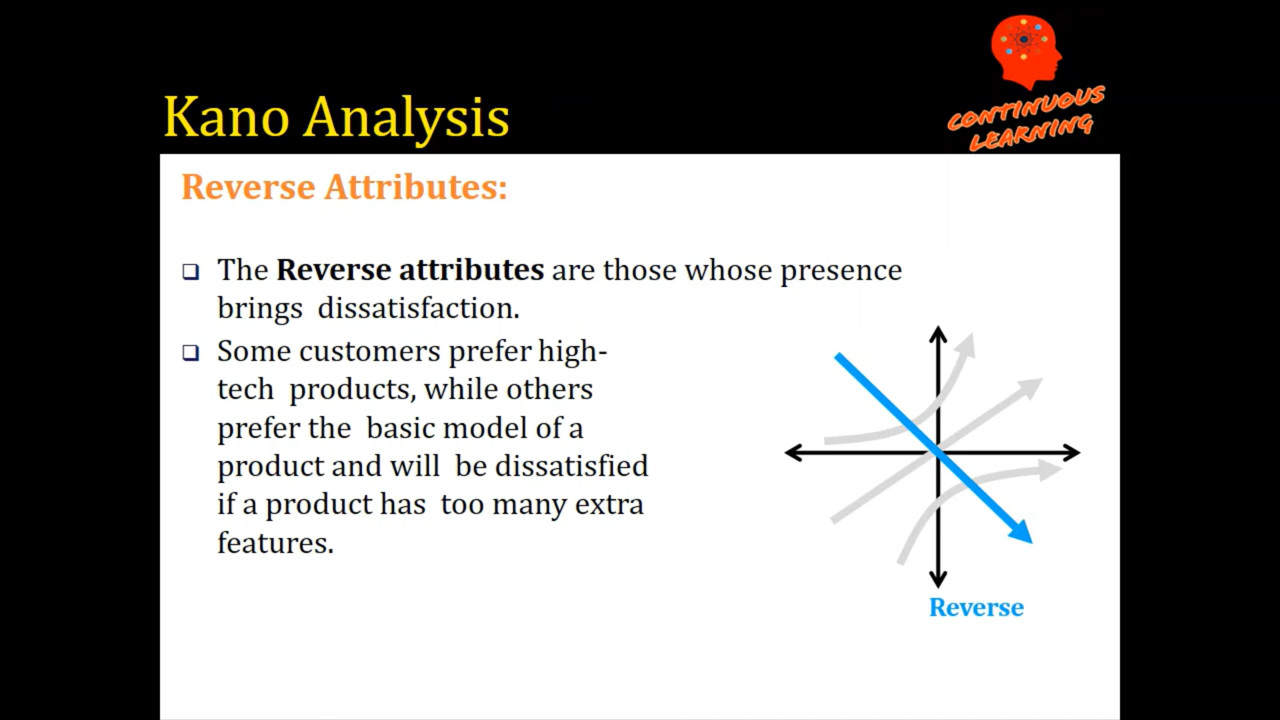 CONTINUOUS
LEARNING
Kano Analysis
Reverse Attributes:
❑ The Reverse attributes are those whose presence
brings dissatisfaction.
❑ Some customers prefer high-
tech products, while others
prefer the basic model of a
product and will be dissatisfied
if a product has too many extra
features.
Reverse